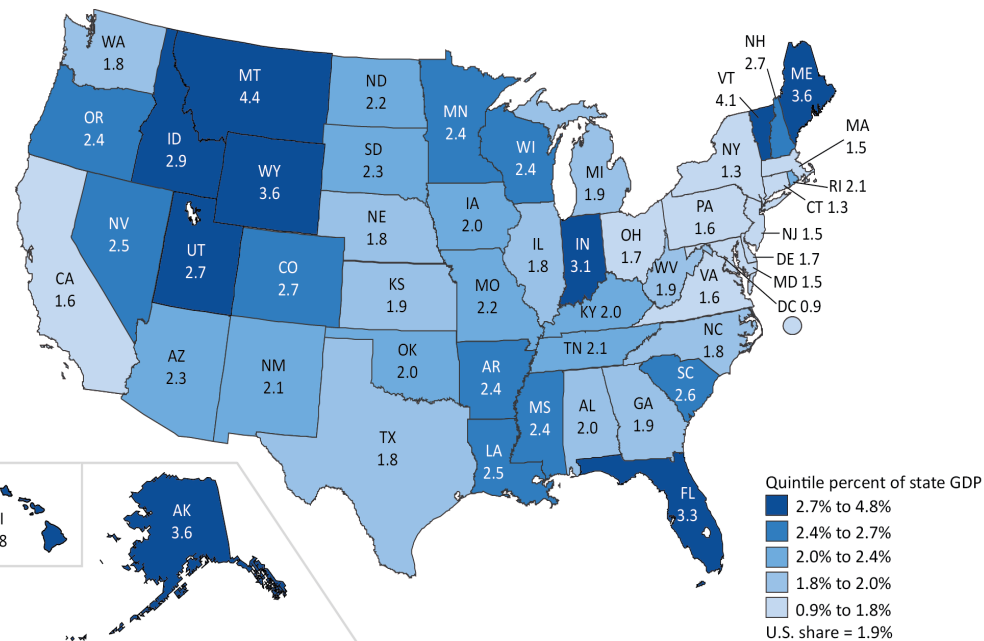 WA
1.8
MT
4.4
ND
2.2
MN
2.4
NH
2.7
VT
4.1
ME
3.6
OR
2.4
ID
2.9
WY
3.6
SD
2.3
WI
2.4
MI
1.9
NY
1.3
MA
1.5
RI 2.1
CT 1.3
NV
2.5
UT
2.7
CO
2.7
NE
1.8
IA
2.0
IL
1.8
IN
3.1
OH
1.7
PA
1.6
NJ 1.5
DE 1.7
MD 1.5
DC 0.9
CA
1.6
KS
1.9
MO
2.2
KY 2.0
WV
1.9
VA
1.6
AZ
2.3
NM
2.1
OK
2.0
AR
2.4
TN 2.1
NC
1.8
SC
2.6
TX
1.8
LA
2.5
MS
2.4
AL
2.0
GA
1.9
FL
3.3
I
8
AK
3.6
Quintile percent of state GDP
2.7% to 4.8%
2.4% to 2.7%
2.0% to 2.4%
1.8% to 2.0%
0.9% to 1.8%
U.S. share = 1.9%